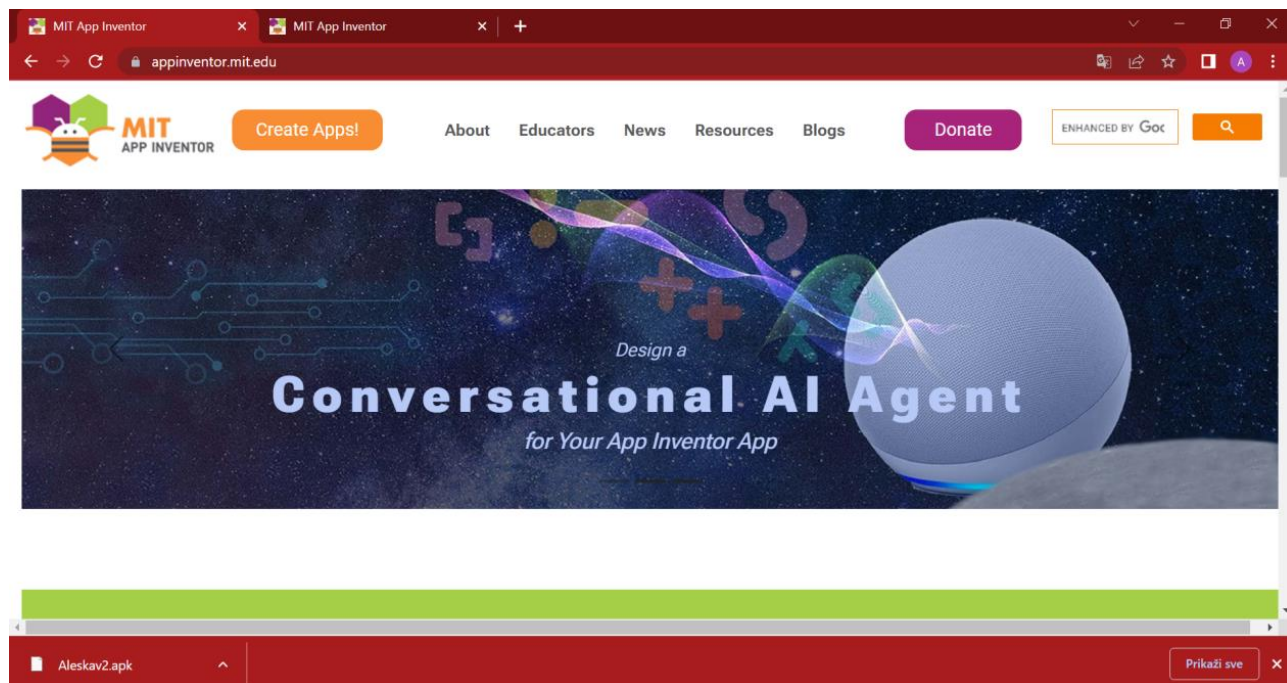 MIT App Inventor
MIT App Inventor
appinventor.mit.edu
A
MIT
APP INVENTOR
Create Apps!
About Educators News Resources Blogs
Donate
ENHANCED BY Goo
Design a
Conversational AI Agent
for Your App Inventor App
Aleskav2.apk
Prikaži sve